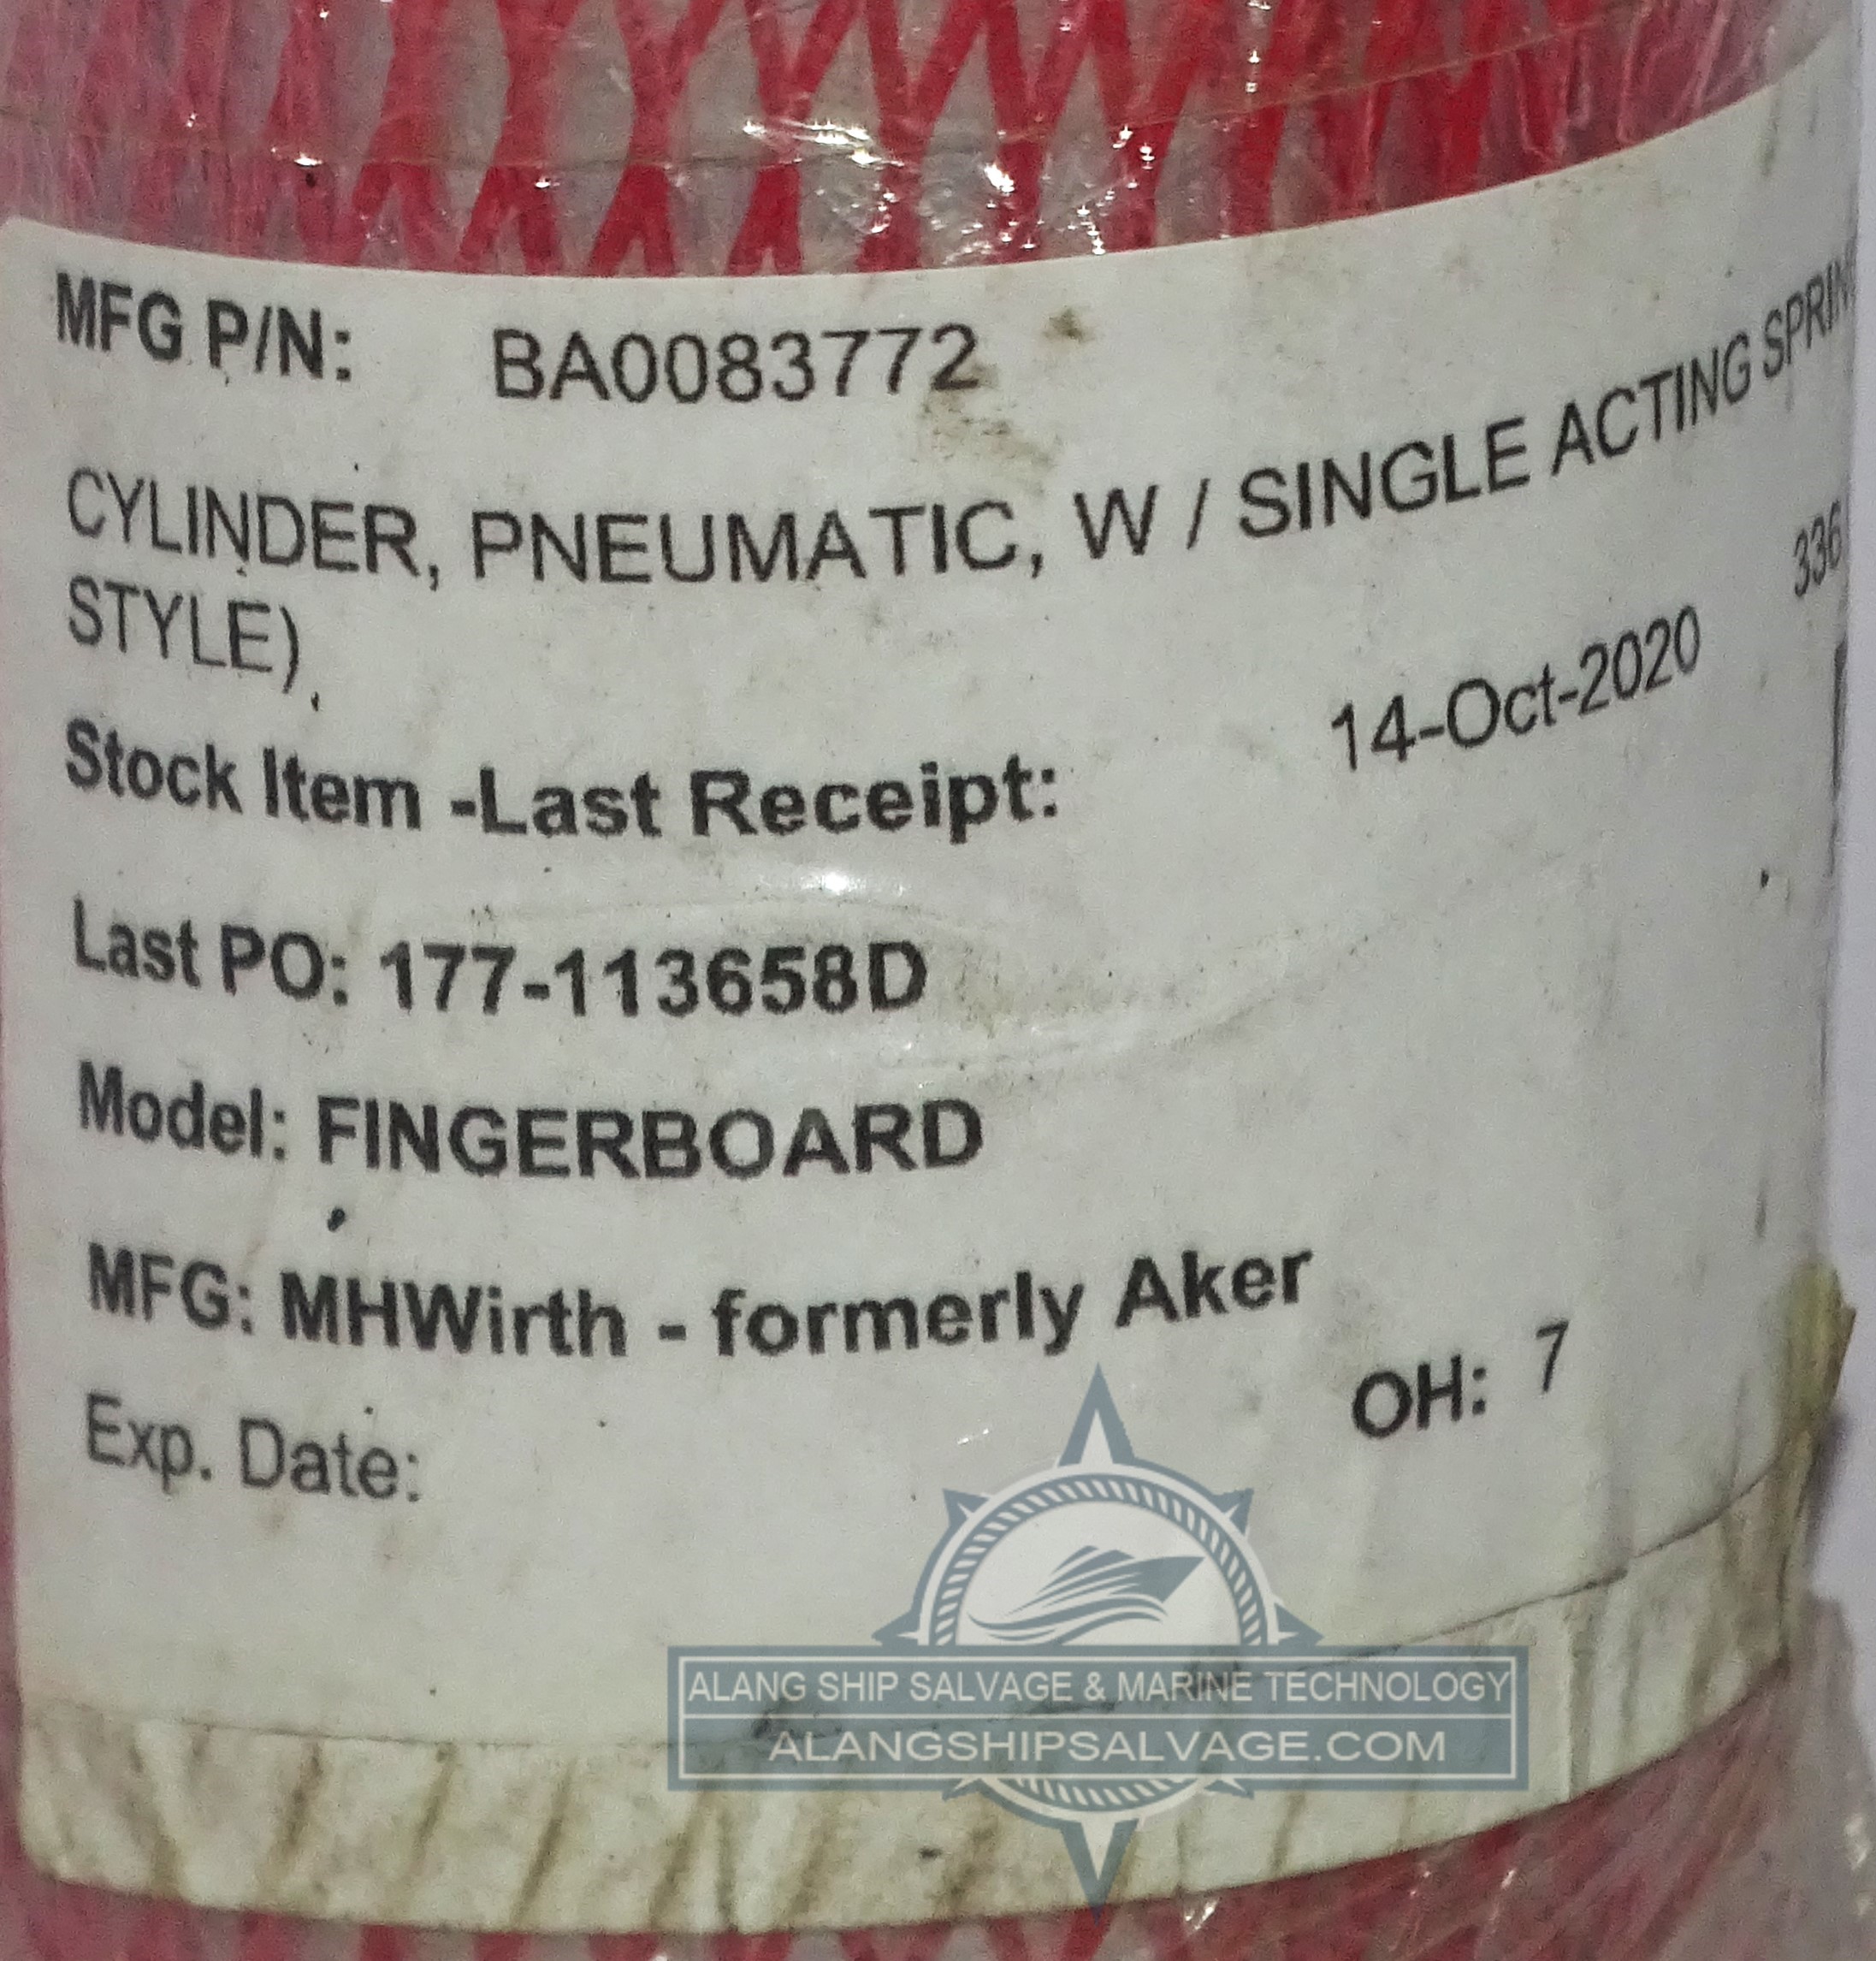 MFG P/N: BA0083772
CYLINDER, PNEUMATIC, W / SINGLE ACTING
STYLE)
336
Stock Item -Last Receipt: 14-Oct-2020
Last PO: 177-113658D
Model: FINGERBOARD
MFG: MHWirth - formerly Aker
Exp. Date: OH: 7
ALANG SHIP SALVAGE & MARINE TECHNOLOGY
ALANGSHIPSALVAGE.COM